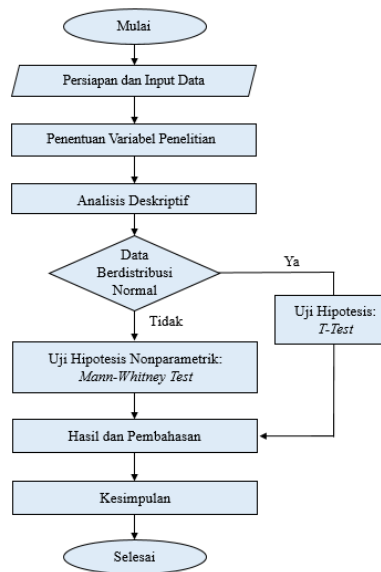 Mulai
Persiapan dan Input Data
Penentuan Variabel Penelitian
Analisis Deskriptif
Data
Berdistribusi
Normal
Ya
Tidak
Uji Hipotesis:
T-Test
Uji Hipotesis Nonparametrik:
Mann-Whitney Test
Hasil dan Pembahasan
Kesimpulan
Selesai